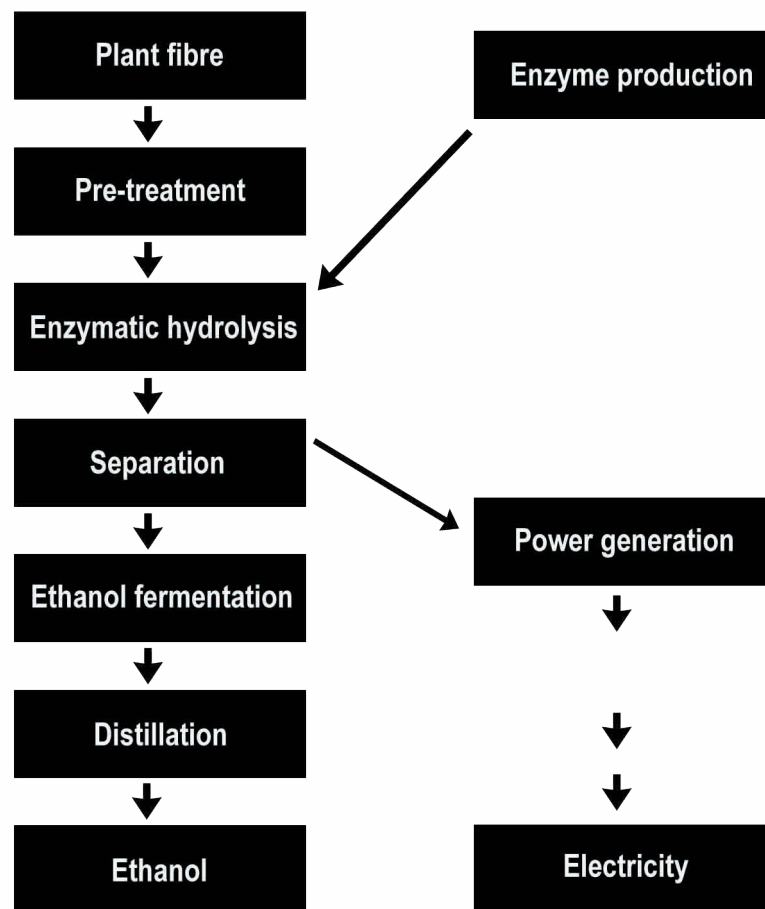 Plant fibre
Enzyme production
Pre-treatment
Enzymatic hydrolysis
Separation
Power generation
Ethanol fermentation
Distillation
Ethanol
Electricity